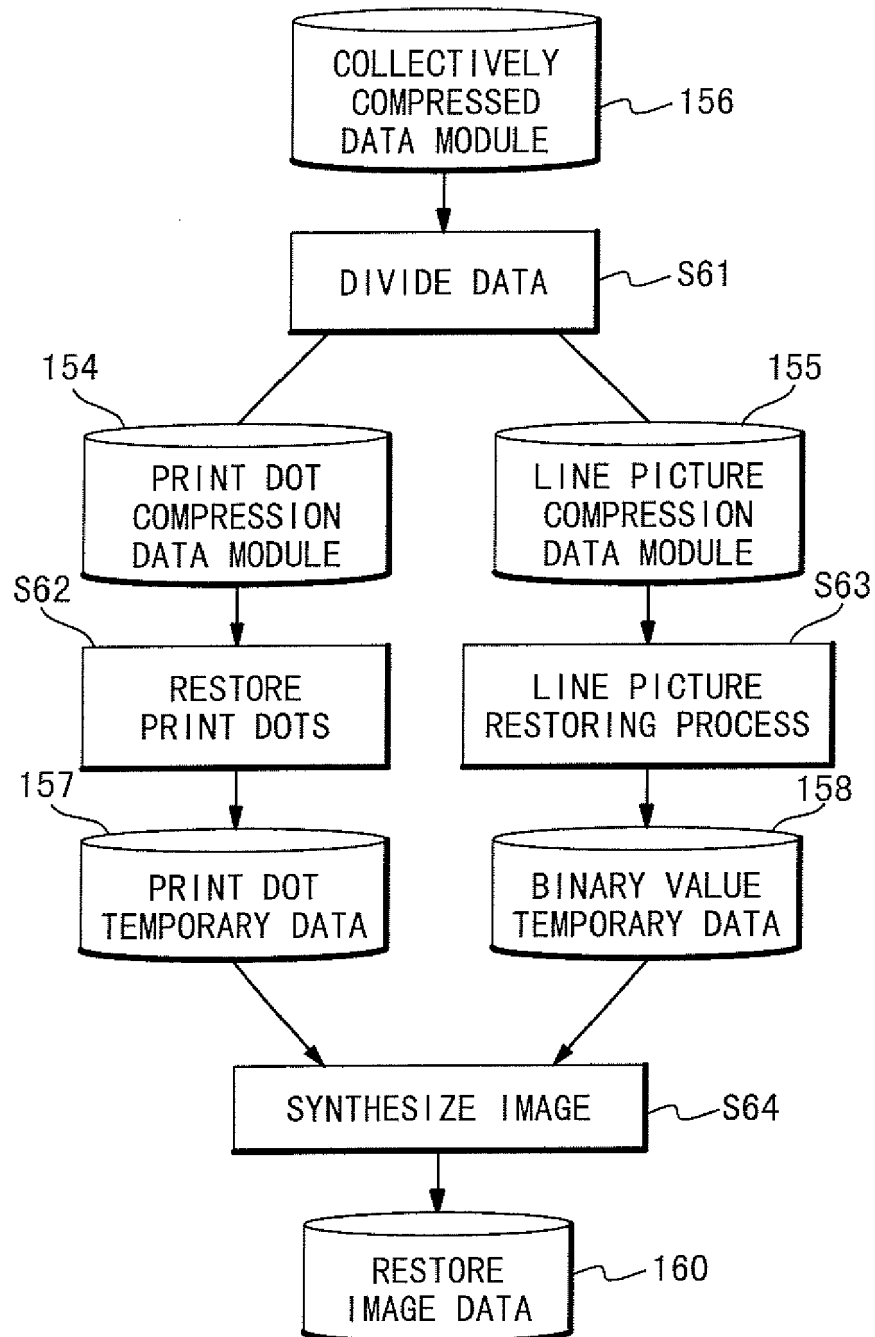 COLLECTIVELY
COMPRESSED
DATA MODULE
156
DIVIDE DATA
S61
154
155
PRINT DOT
COMPRESSION
DATA MODULE
LINE PICTURE
COMPRESSION
DATA MODULE
S62
S63
RESTORE
PRINT DOTS
LINE PICTURE
RESTORING PROCESS
157
158
PRINT DOT
TEMPORARY DATA
BINARY VALUE
TEMPORARY DATA
SYNTHESIZE IMAGE
S64
RESTORE
IMAGE DATA
160